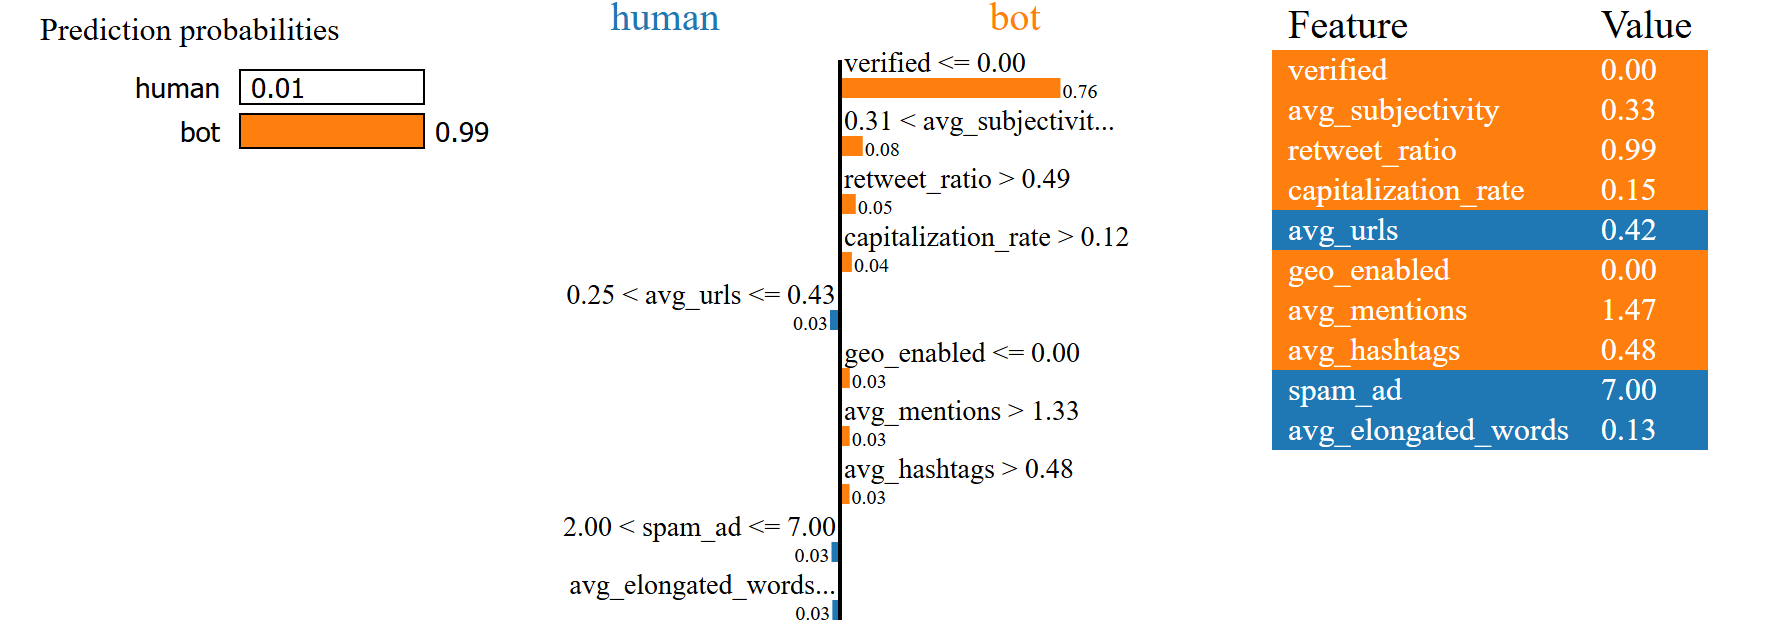 Prediction probabilities
human 0.01
bot 0.99
human bot
verified <= 0.00
0.76
0.31 < avg_subjectivit...
0.08
retweet_ratio > 0.49
0.05
capitalization_rate > 0.12
0.04
0.25 < avg_urls <= 0.43
0.03
geo_enabled <= 0.00
0.03
avg_mentions > 1.33
0.03
avg_hashtags > 0.48
0.03
2.00 < spam_ad <= 7.00
0.03
avg_elongated_words...
0.03
Feature Value
verified 0.00
avg_subjectivity 0.33
retweet_ratio 0.99
capitalization_rate 0.15
avg_urls 0.42
geo_enabled 0.00
avg_mentions 1.47
avg_hashtags 0.48
spam_ad 7.00
avg_elongated_words 0.13